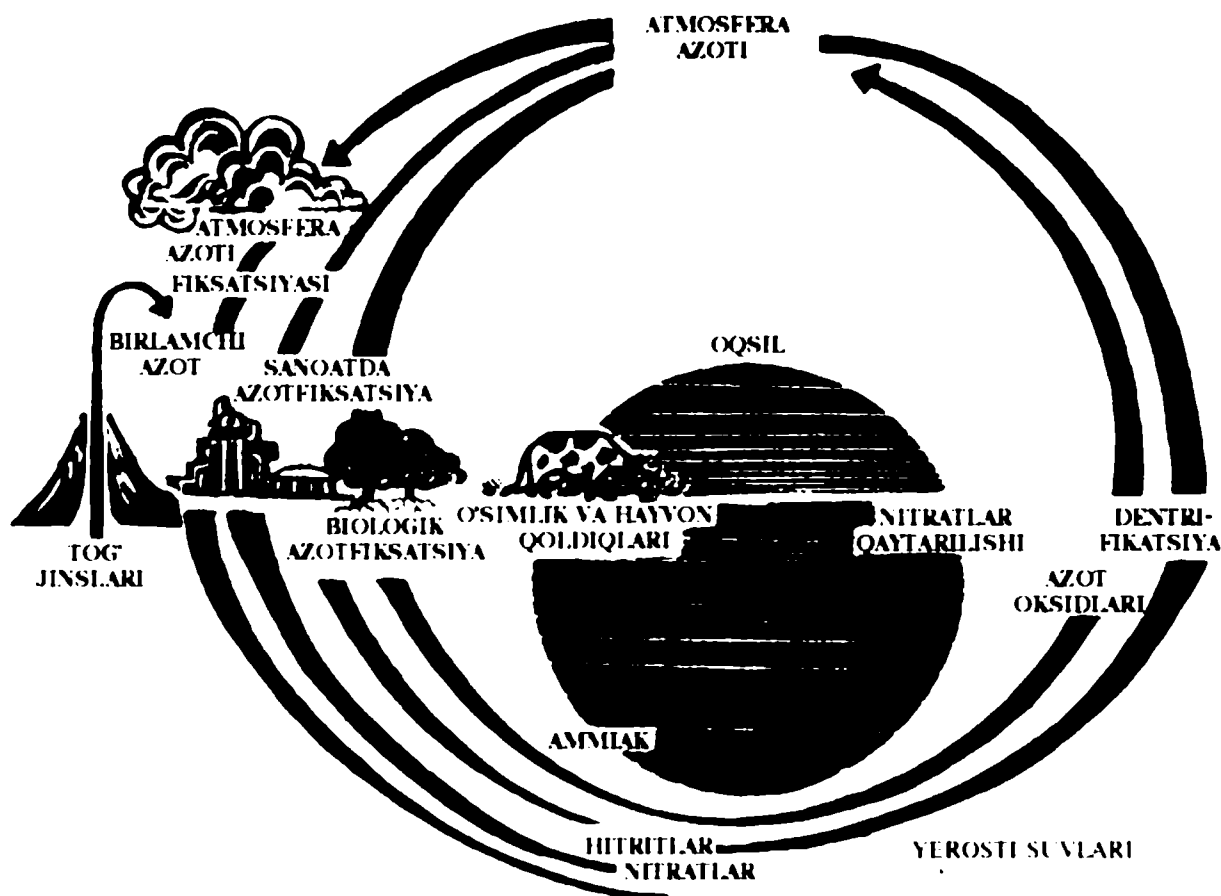 ATMOSFERA
AZOTI
ATMOSFERA
AZOTI
FIKSATSIYASI
BIRLAMCHI
AZOT
SANOATDA
AZOTFIKSATSIYA
OQSIL
TOG'
JINSLARI
BIOLOGIK
AZOTFIKSATSIYA
O'SIMLIK VA HAYVON
QOLDIQLARI
NITRATLAR
QAYTARILISHI
DENTRI-
FIKATSIYA
AZOT
OKSIDLARI
AMMIAK
HITRITLAR
NITRATLAR
YEROSTI SUVLARI